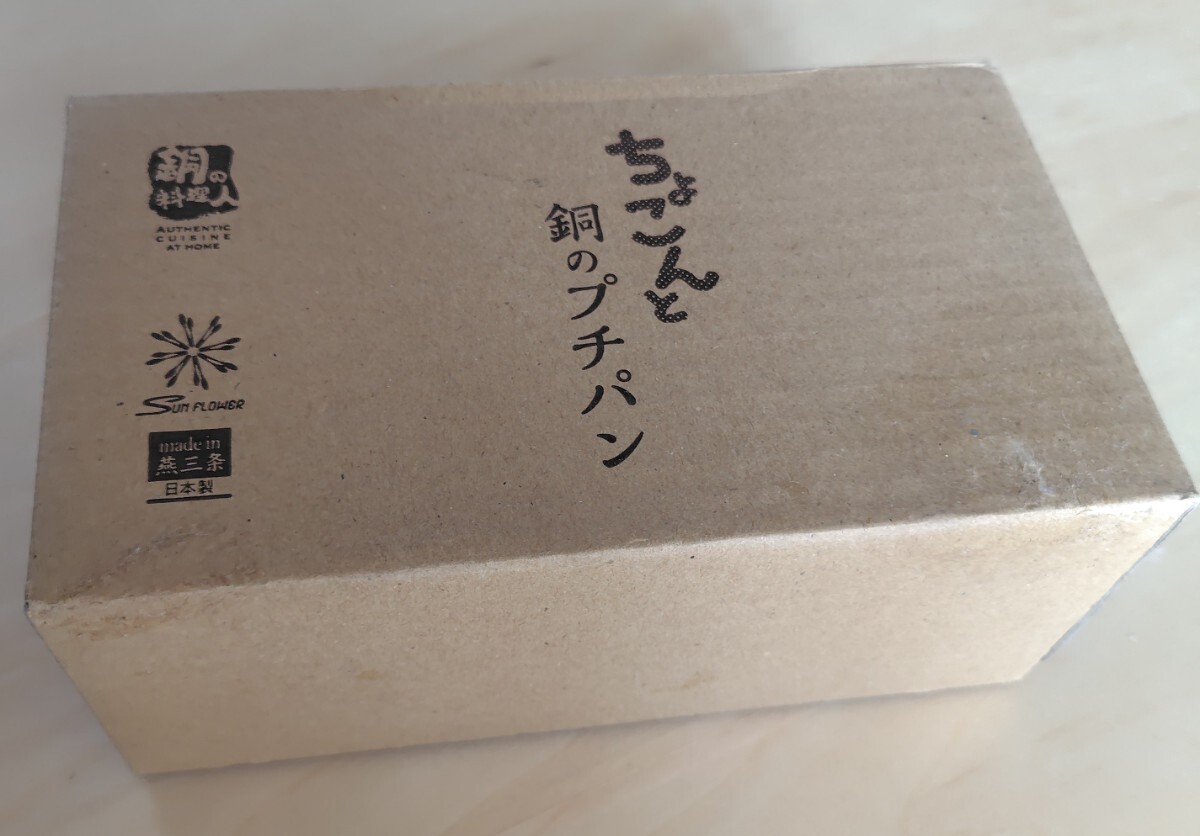 ちょこんと
銅のプチパン
銅の
料理人
AUTHENTIC
CUISINE
AT HOME
SUN FLOWER
made in
燕三条
日本製